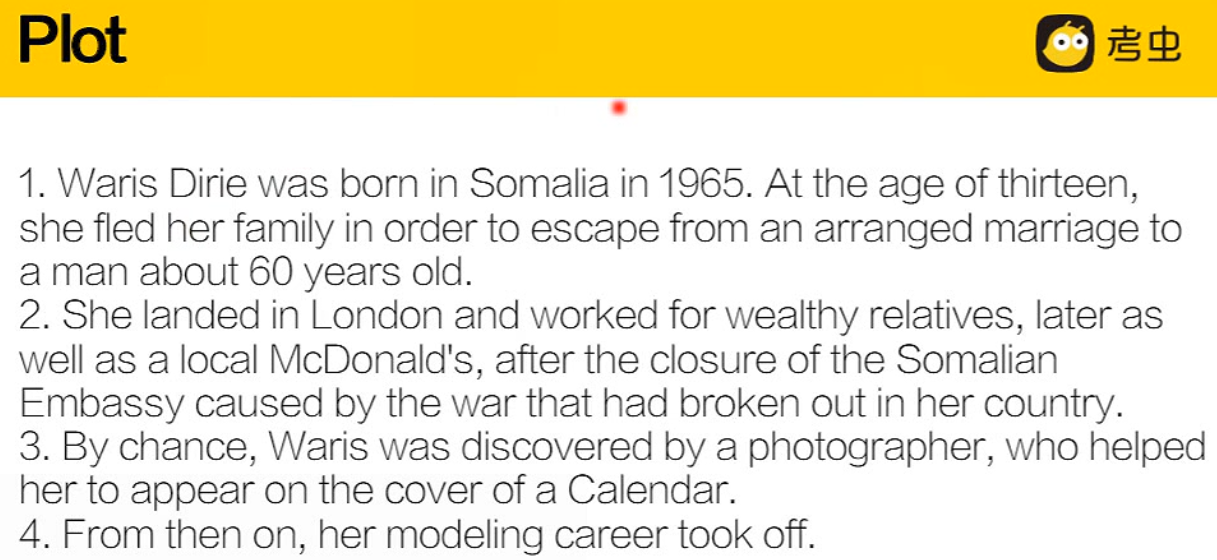 Plot
考虫
1. Waris Dirie was born in Somalia in 1965. At the age of thirteen,
she fled her family in order to escape from an arranged marriage to
a man about 60 years old.
2. She landed in London and worked for wealthy relatives, later as
well as a local McDonald's, after the closure of the Somalian
Embassy caused by the war that had broken out in her country.
3. By chance, Waris was discovered by a photographer, who helped
her to appear on the cover of a Calendar.
4. From then on, her modeling career took off.